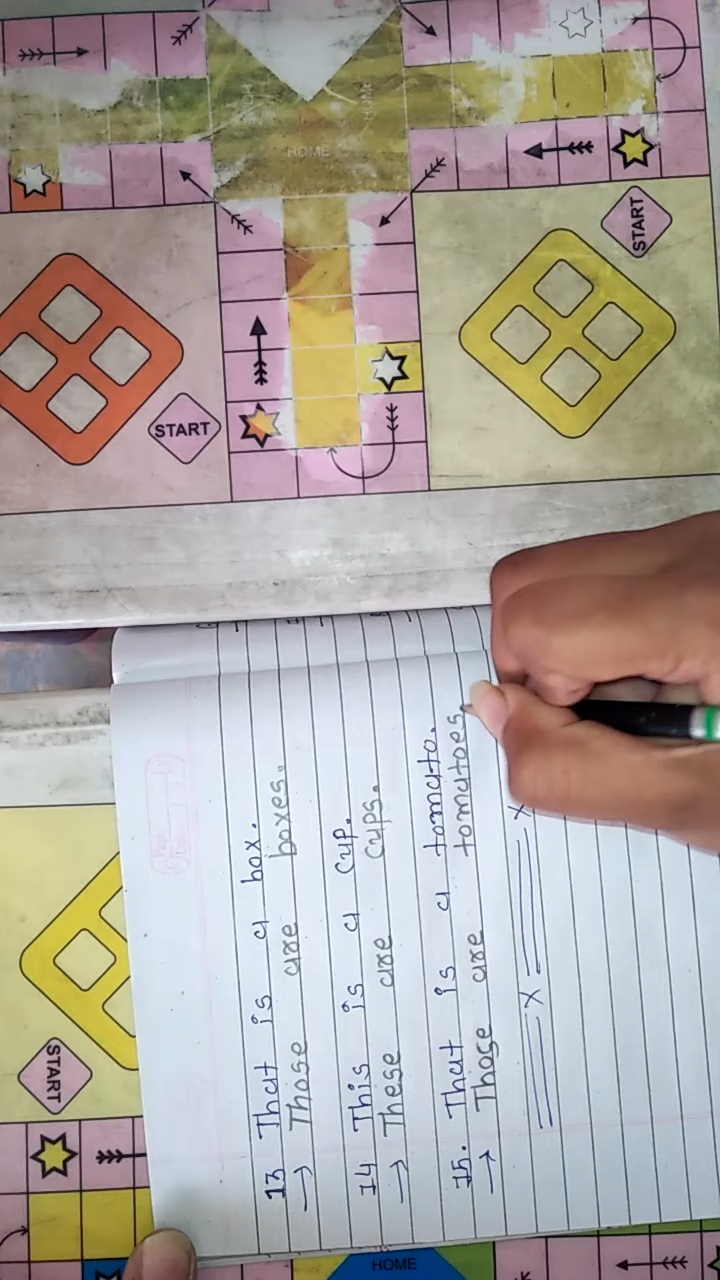 13 That is a box.
→ Those are boxes.
14 This is a cup.
→ These are cups.
15. That is a tomato.
→ Those are tomatoes.
HOME
HOME
START
START
START
HOME